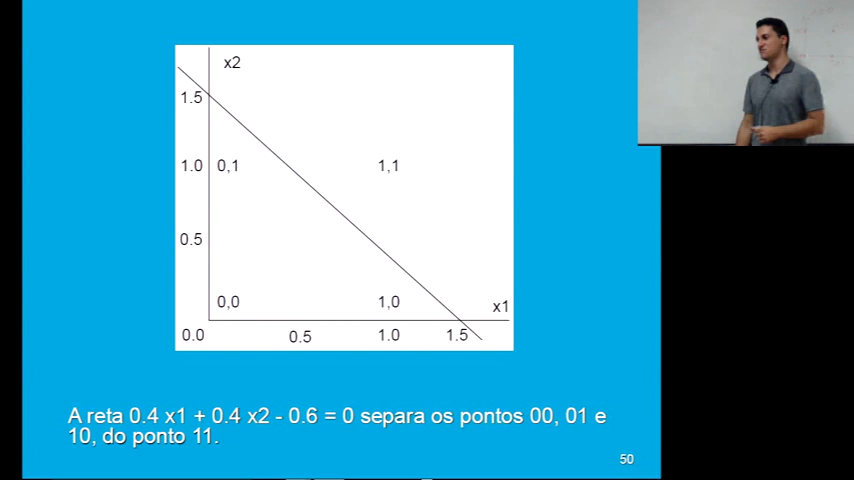 x2
1.5
1.0 0,1 1,1
0.5
0,0 1,0 x1
0.0 0.5 1.0 1.5
A reta 0.4 x1 + 0.4 x2 - 0.6 = 0 separa os pontos 00, 01 e
10, do ponto 11.
50